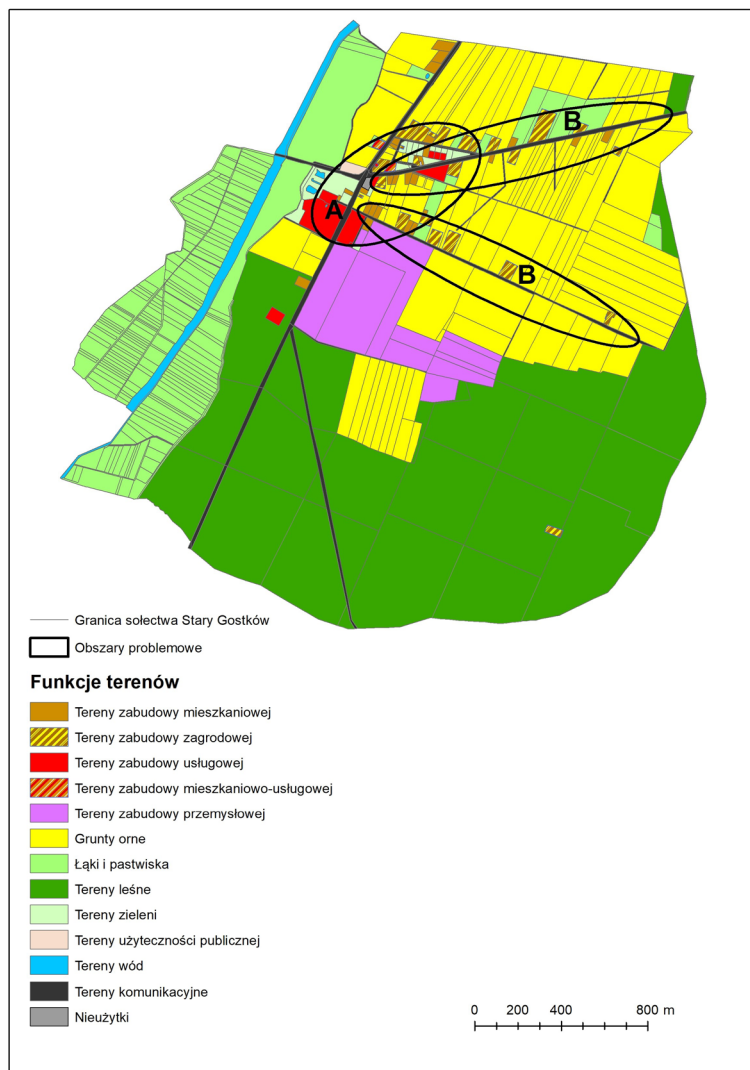 B
A
B
Granica sołectwa Stary Gostków
Obszary problemowe
Funkcje terenów
Tereny zabudowy mieszkaniowej
Tereny zabudowy zagrodowej
Tereny zabudowy usługowej
Tereny zabudowy mieszkaniowo-usługowej
Tereny zabudowy przemysłowej
Grunty orne
Łąki i pastwiska
Tereny leśne
Tereny zieleni
Tereny użyteczności publicznej
Tereny wód
Tereny komunikacyjne
Nieużytki
0 200 400 800 m